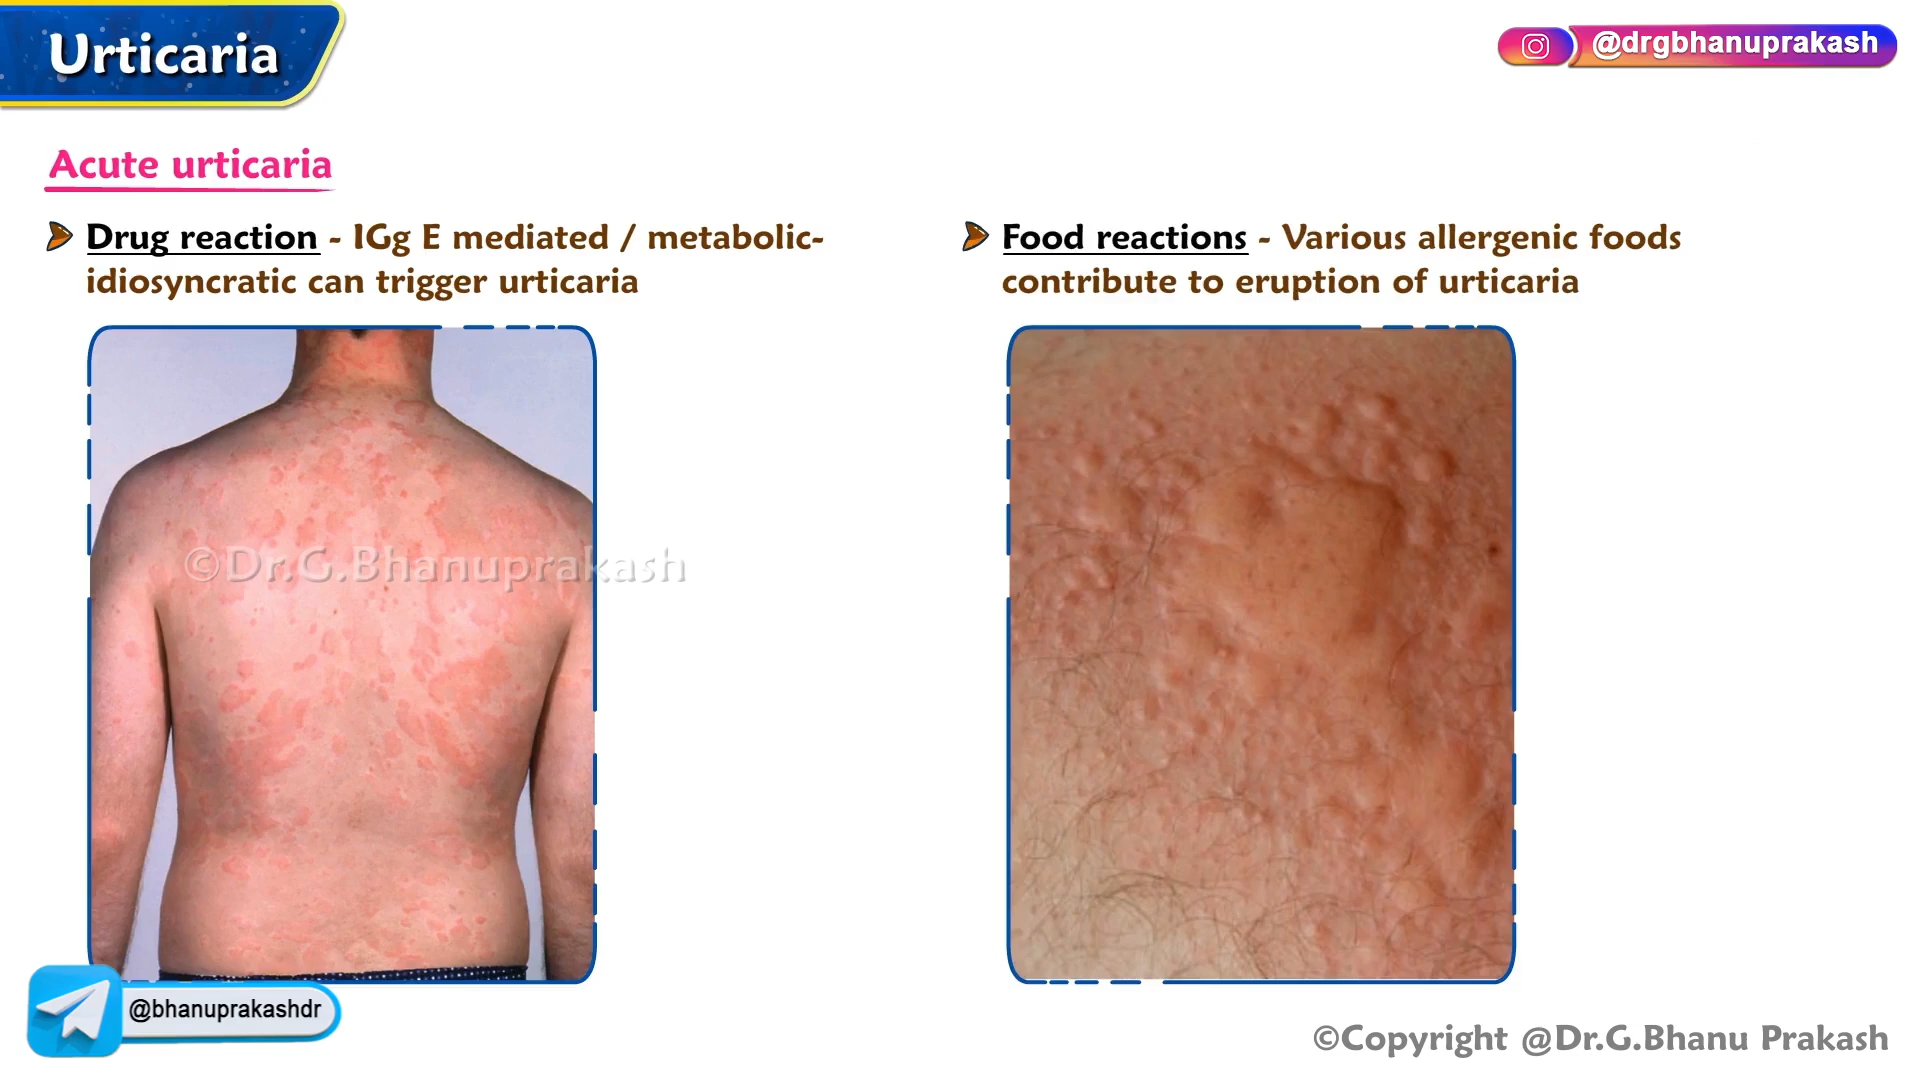 Urticaria
@drgbhanuprakash
Acute urticaria
Drug reaction - IGg E mediated / metabolic-
idiosyncratic can trigger urticaria
Food reactions - Various allergenic foods
contribute to eruption of urticaria
©Dr.G.Bhanuprakash
@bhanuprakashdr
©Copyright @Dr.G.Bhanu Prakash